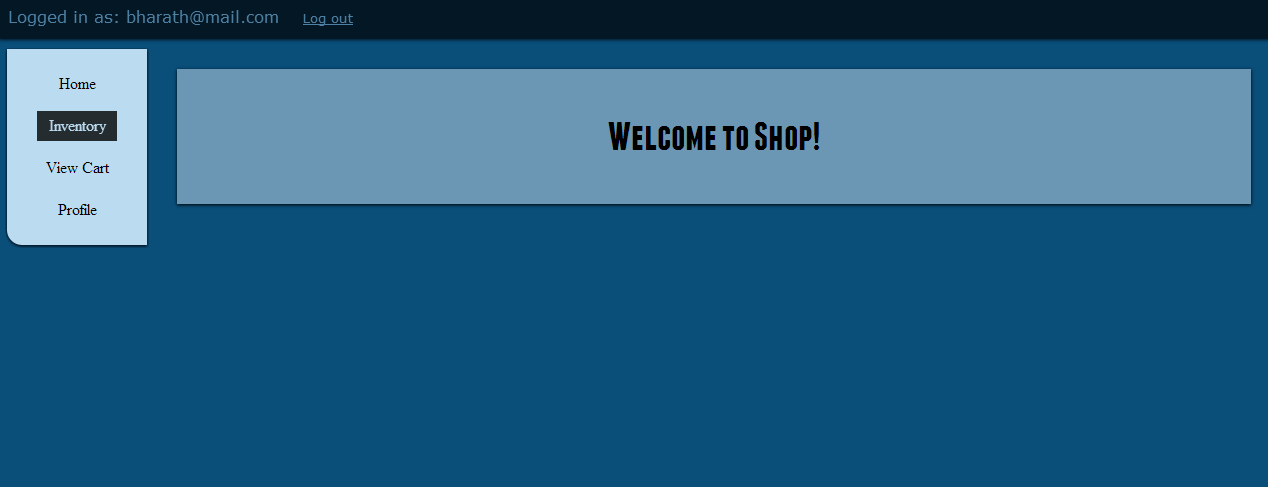 Logged in as: bharath@mail.com Log out
Home
Inventory
View Cart
Profile
Welcome to Shop!